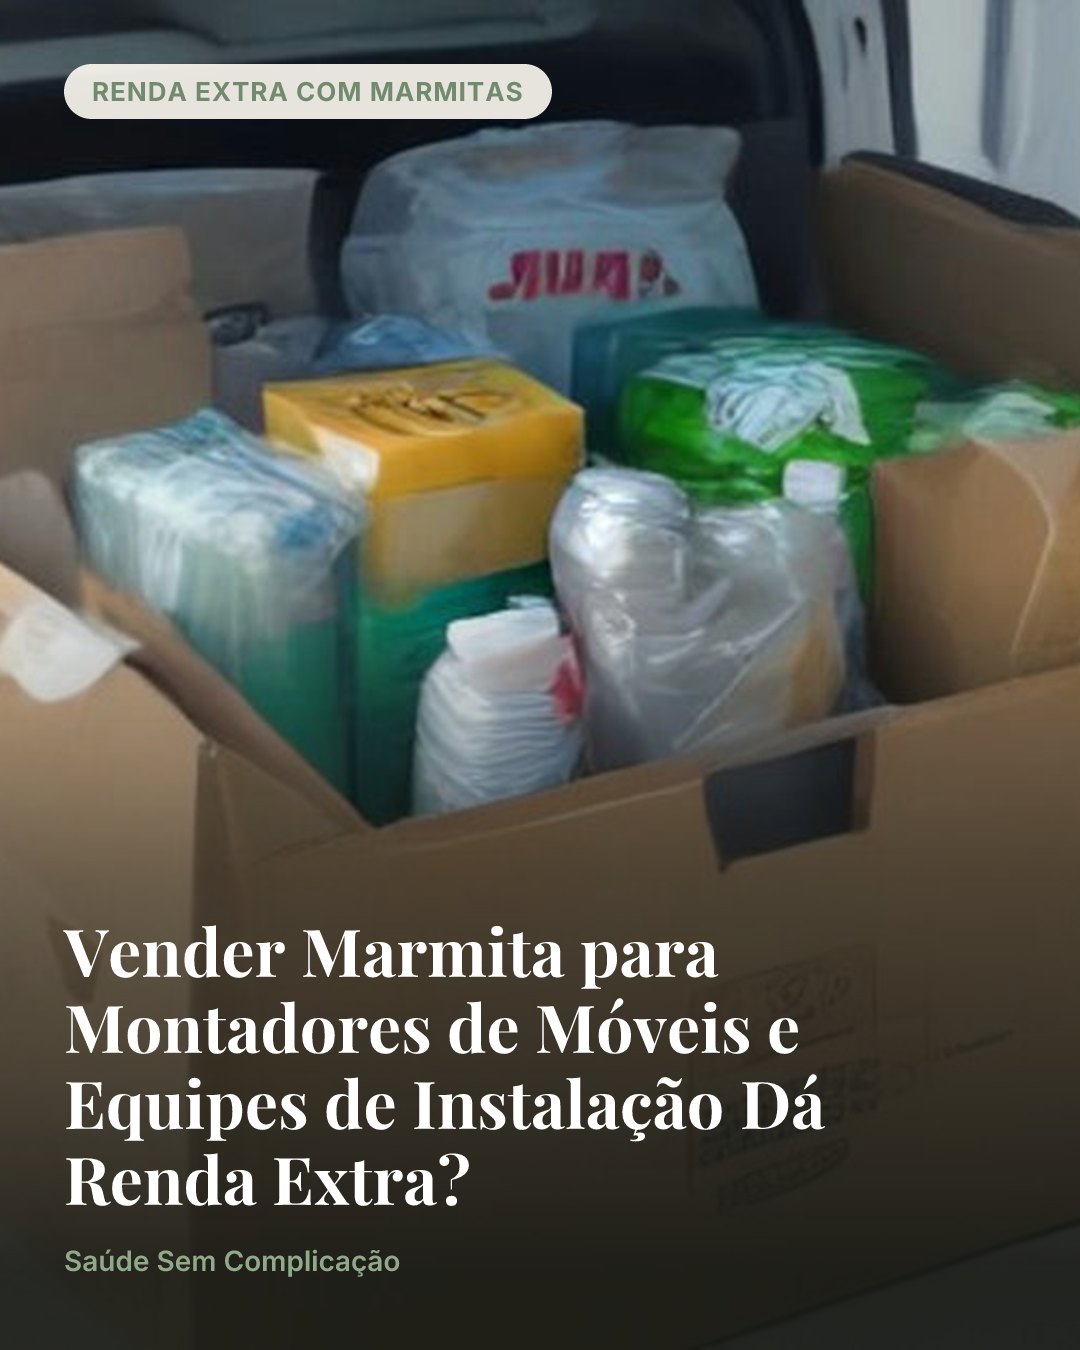 RENDA EXTRA COM MARMITAS
Vender Marmita para
Montadores de Móveis e
Equipes de Instalação Dá
Renda Extra?
Saúde Sem Complicação